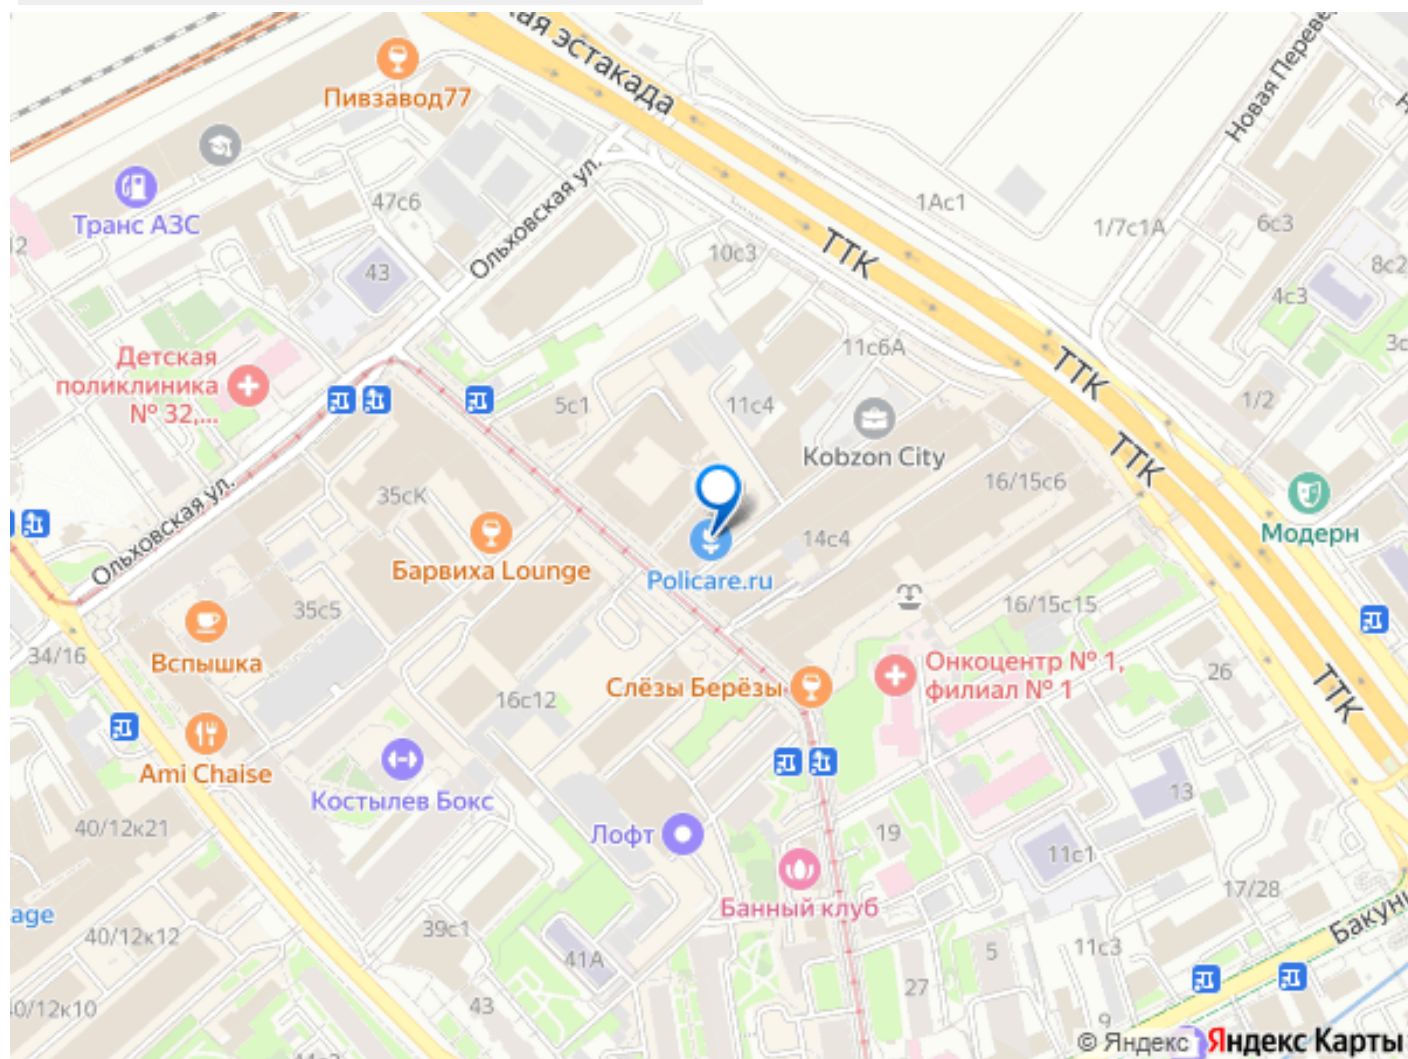 ая эстакада
Новая Переве
Пивзавод77
Транс АЗС
47с6
Ольховская ул.
12
43
10с3
ТТК
1Ас1
1/7с1А
6с3
8с2
4с3
3с
Детская
поликлиника
№ 32,...
5с1
11с4
11с6А
ТТК
1/2
Kobzon City
ТТК
16/15с6
Модерн
35сК
Ольховская ул.
Барвиха Lounge
14с4
Policare.ru
35с5
16/15с15
34/16
Вспышка
Слёзы Берёзы
Онкоцентр № 1,
филиал № 1
26
ТТК
16с12
Ami Chaise
Костылев Бокс
13
40/12к21
Лофт
19
11с1
17/28
Банный клуб
age
40/12к12
39с1
41А
5
11с3
Бакуни
27
0/12к10
43
9
© Яндекс
Яндекс Карты